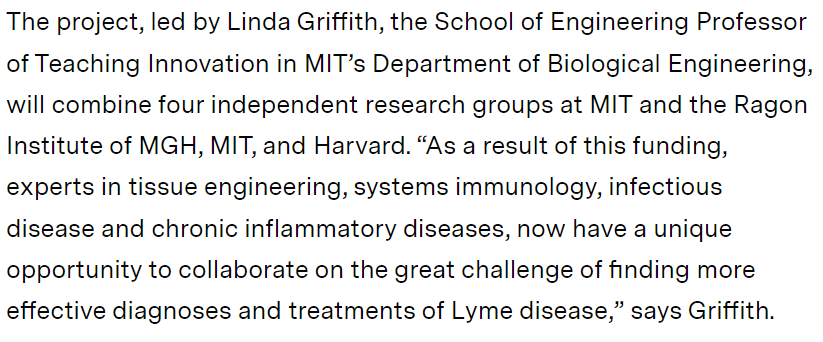 The project, led by Linda Griffith, the School of Engineering Professor
of Teaching Innovation in MIT’s Department of Biological Engineering,
will combine four independent research groups at MIT and the Ragon
Institute of MGH, MIT, and Harvard. “As a result of this funding,
experts in tissue engineering, systems immunology, infectious
disease and chronic inflammatory diseases, now have a unique
opportunity to collaborate on the great challenge of finding more
effective diagnoses and treatments of Lyme disease,” says Griffith.